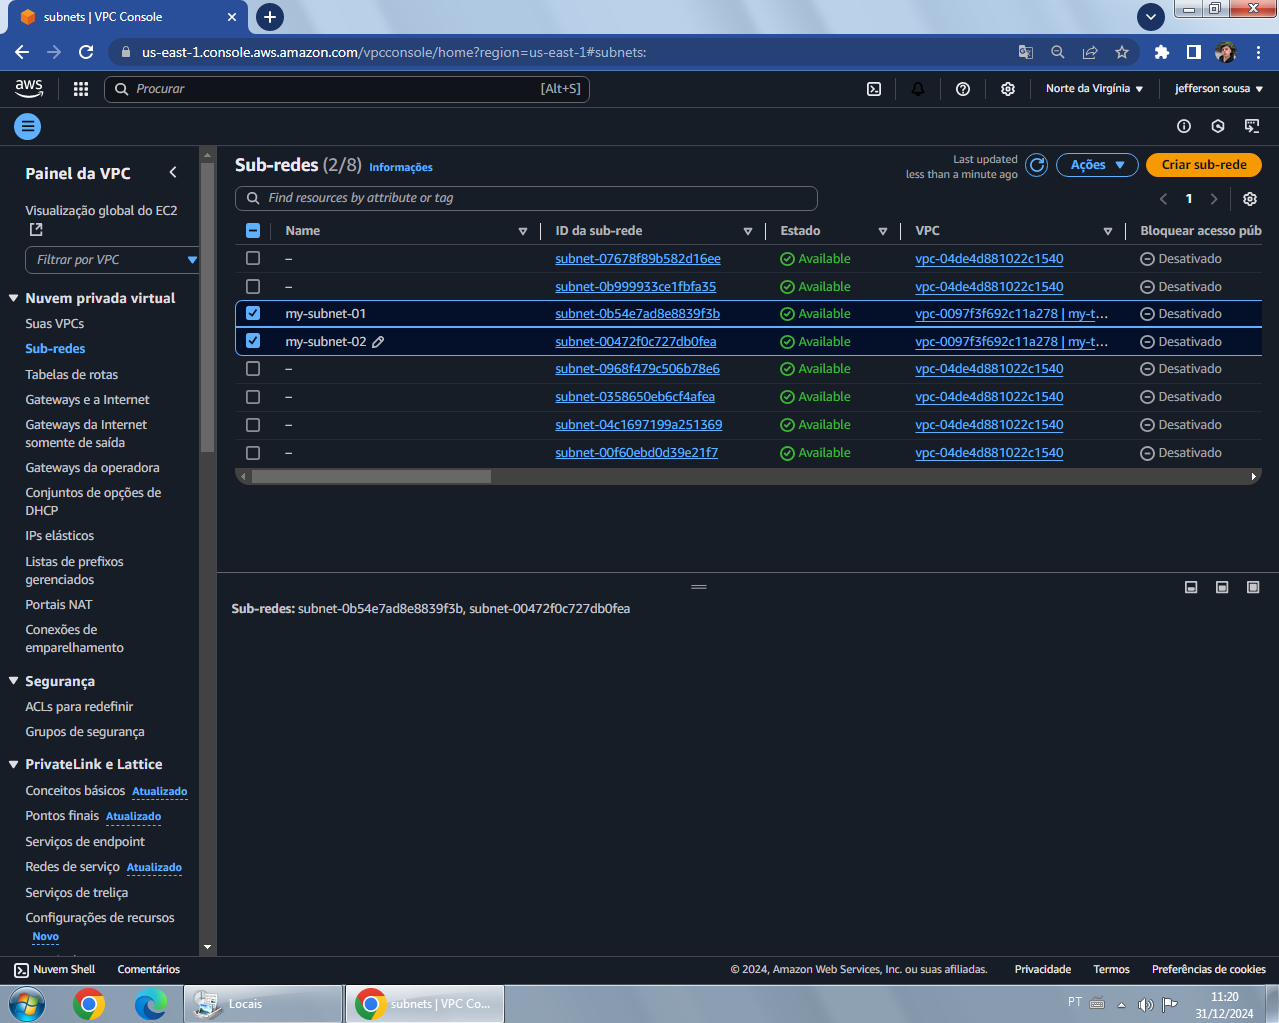 subnets | VPC Console
us-east-1.console.aws.amazon.com/vpcconsole/home?region=us-east-1#subnets:
aws
Procurar [Alt+S]
Norte da Virgínia
jefferson sousa
Painel da VPC
Visualização global do EC2
Filtrar por VPC
Nuvem privada virtual
Suas VPCs
Sub-redes
Tabelas de rotas
Gateways e a Internet
Gateways da Internet
somente de saída
Gateways da operadora
Conjuntos de opções de
DHCP
IPs elásticos
Listas de prefixos
gerenciados
Portais NAT
Conexões de
emparelhamento
Segurança
ACLs para redefinir
Grupos de segurança
PrivateLink e Lattice
Conceitos básicos Atualizado
Pontos finais Atualizado
Serviços de endpoint
Redes de serviço Atualizado
Serviços de treliça
Configurações de recursos
Novo
Sub-redes (2/8) Informações
Last updated
less than a minute ago
Ações
Criar sub-rede
Find resources by attribute or tag
1
Name ID da sub-rede Estado VPC Bloquear acesso púb
– subnet-07678f89b582d16ee Available vpc-04de4d881022c1540 Desativado
– subnet-0b999933ce1fbfa35 Available vpc-04de4d881022c1540 Desativado
my-subnet-01 subnet-0b54e7ad8e8839f3b Available vpc-0097f3f692c11a278 | my-t... Desativado
my-subnet-02 subnet-00472f0c727db0fea Available vpc-0097f3f692c11a278 | my-t... Desativado
– subnet-0968f479c506b78e6 Available vpc-04de4d881022c1540 Desativado
– subnet-0358650eb6cf4afea Available vpc-04de4d881022c1540 Desativado
– subnet-04c1697199a251369 Available vpc-04de4d881022c1540 Desativado
– subnet-00f60ebd0d39e21f7 Available vpc-04de4d881022c1540 Desativado
Sub-redes: subnet-0b54e7ad8e8839f3b, subnet-00472f0c727db0fea
Nuvem Shell Comentários © 2024, Amazon Web Services, Inc. ou suas afiliadas. Privacidade Termos Preferências de cookies
Locais
subnets | VPC Co...
PT
11:20
31/12/2024